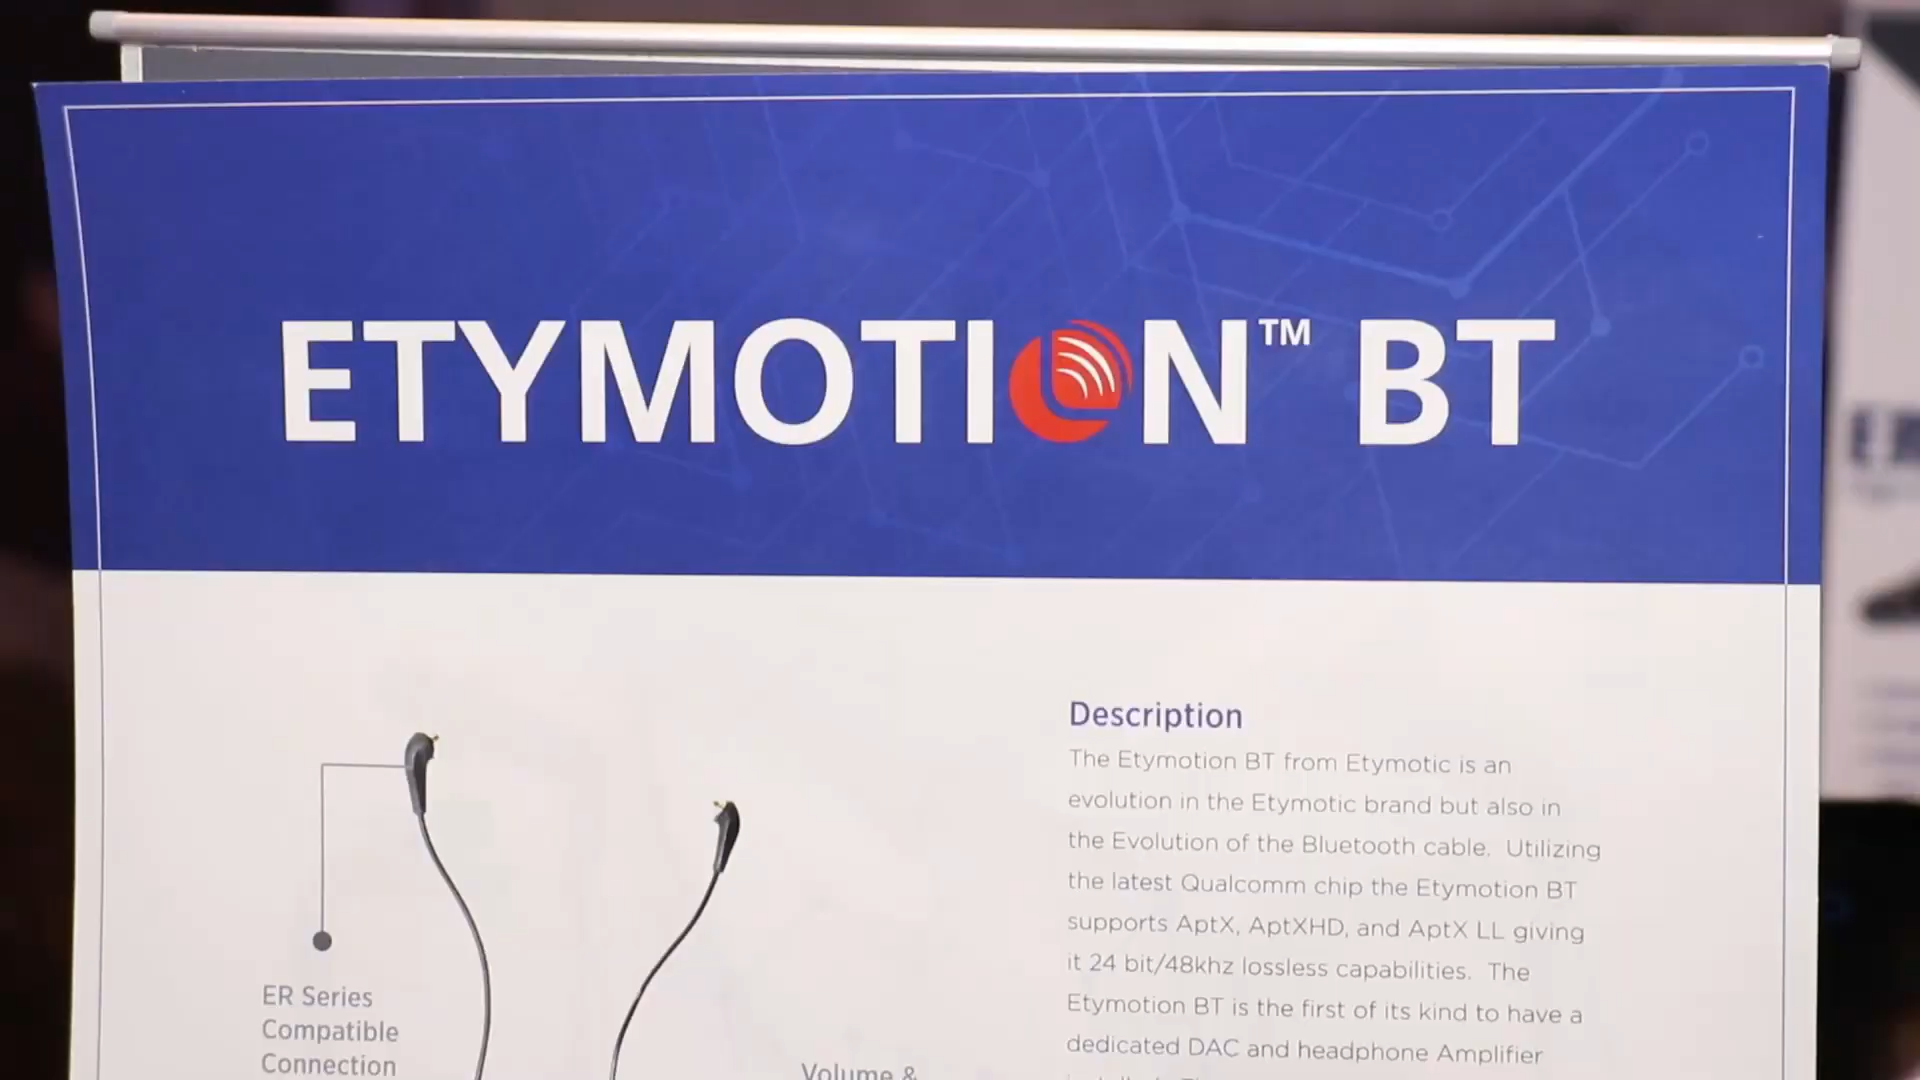 ETYMOTION™ BT
Description
The Etymotion BT from Etymotic is an
evolution in the Etymotic brand but also in
the Evolution of the Bluetooth cable. Utilizing
the latest Qualcomm chip the Etymotion BT
supports AptX, AptXHD, and AptX LL giving
it 24 bit/48khz lossless capabilities. The
Etymotion BT is the first of its kind to have a
dedicated DAC and headphone Amplifier
ER Series
Compatible
Connection
Volume &